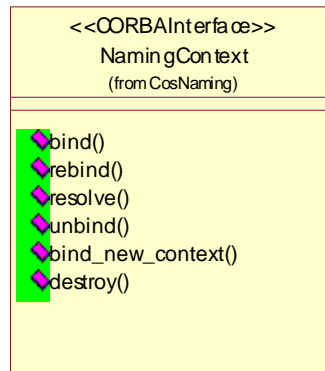 <<CORBAInterface>>
NamingContext
(from CosNaming)
bind()
rebind()
resolve()
unbind()
bind_new_context()
destroy()